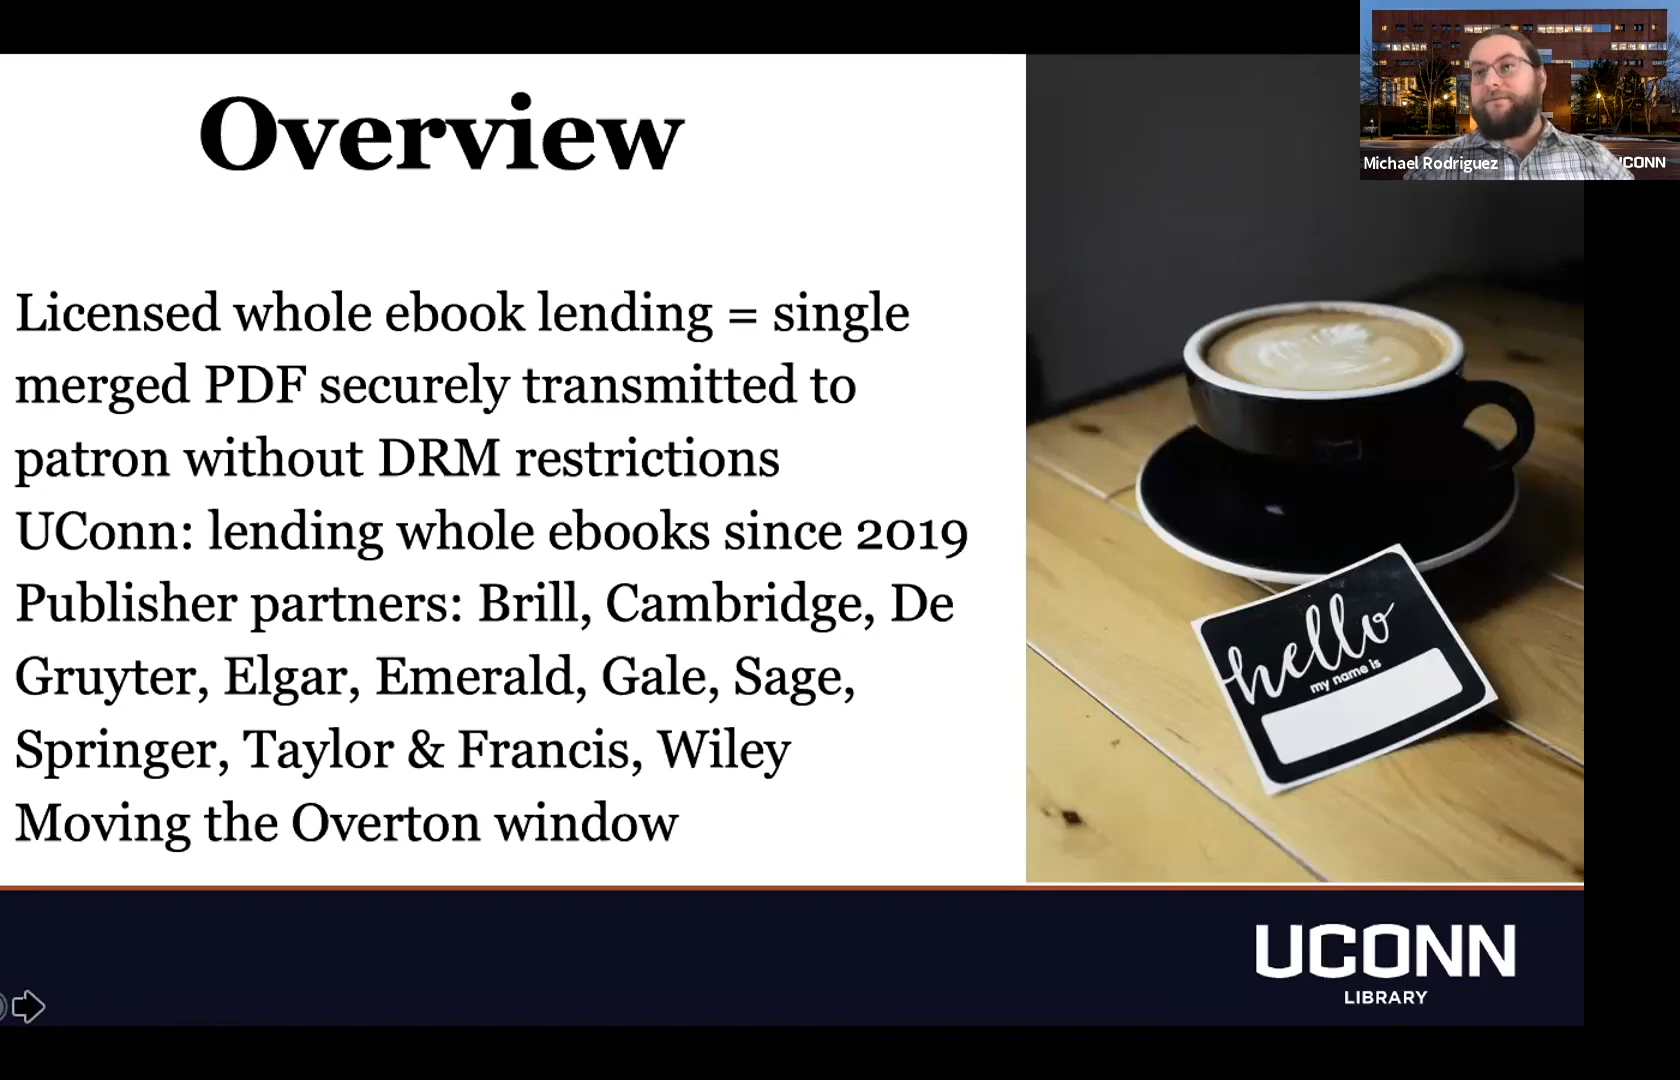 Overview
Licensed whole ebook lending = single
merged PDF securely transmitted to
patron without DRM restrictions
UConn: lending whole ebooks since 2019
Publisher partners: Brill, Cambridge, De
Gruyter, Elgar, Emerald, Gale, Sage,
Springer, Taylor & Francis, Wiley
Moving the Overton window
Michael Rodriguez
UCONN
hello
my name is
UCONN
LIBRARY